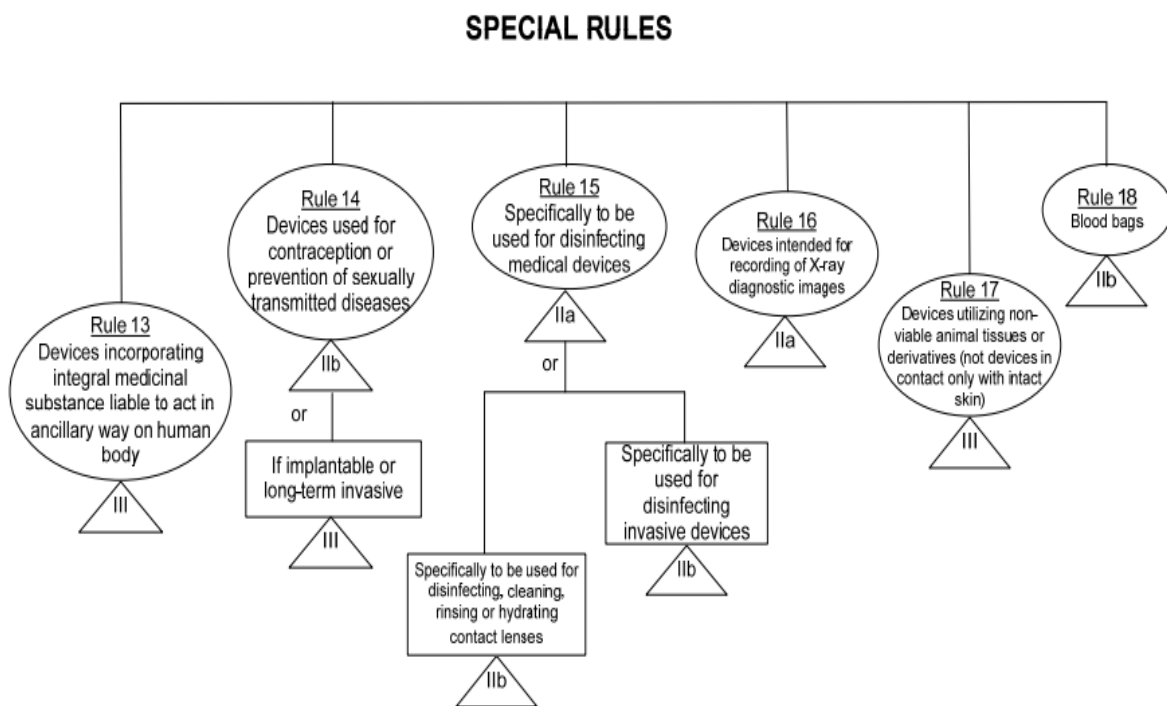 SPECIAL RULES
Rule 13
Devices incorporating
integral medicinal
substance liable to act in
ancillary way on human
body
III
Rule 14
Devices used for
contraception or
prevention of sexually
transmitted diseases
IIb
or
If implantable or
long-term invasive
III
Rule 15
Specifically to be
used for disinfecting
medical devices
IIa
or
Specifically to be used for
disinfecting, cleaning,
rinsing or hydrating
contact lenses
IIb
Specifically to be
used for
disinfecting
invasive devices
IIb
Rule 16
Devices intended for
recording of X-ray
diagnostic images
IIa
Rule 17
Devices utilizing non-
viable animal tissues or
derivatives (not devices in
contact only with intact
skin)
III
Rule 18
Blood bags
IIb